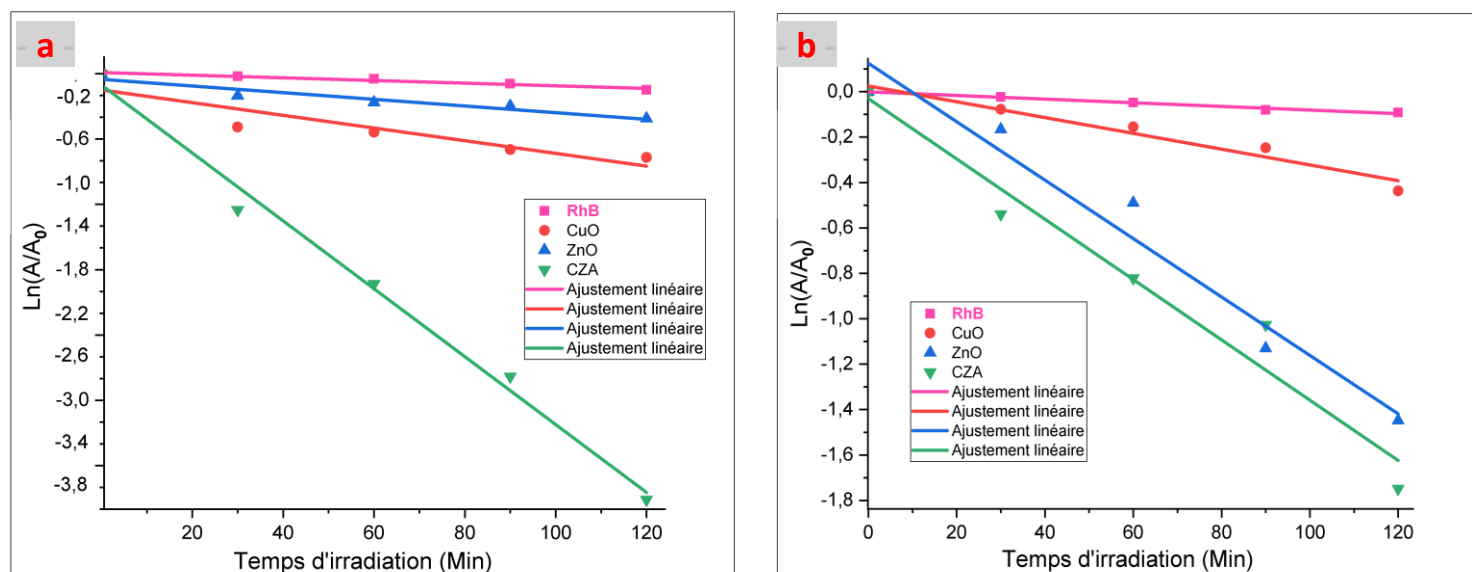 a
-0,2
-0,6
-1,0
-1,4
-1,8
-2,2
-2,6
-3,0
-3,4
-3,8
Ln(A/A0)
20 40 60 80 100 120
Temps d'irradiation (Min)
RhB
CuO
ZnO
CZA
Ajustement linéaire
Ajustement linéaire
Ajustement linéaire
Ajustement linéaire
b
0,0
-0,2
-0,4
-0,6
-0,8
-1,0
-1,2
-1,4
-1,6
-1,8
Ln(A/A0)
0 20 40 60 80 100 120
Temps d'irradiation (Min)
RhB
CuO
ZnO
CZA
Ajustement linéaire
Ajustement linéaire
Ajustement linéaire
Ajustement linéaire